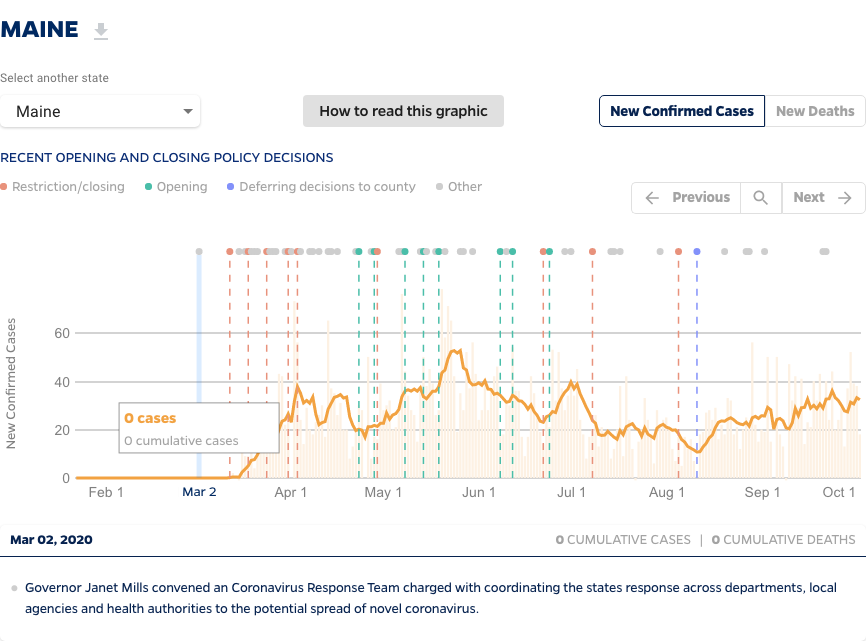 MAINE
Select another state
Maine
How to read this graphic
New Confirmed Cases
New Deaths
RECENT OPENING AND CLOSING POLICY DECISIONS
Restriction/closing
Opening
Deferring decisions to county
Other
Previous
Next
New Confirmed Cases
60
40
20
0
0 cases
0 cumulative cases
Feb 1
Mar 2
Apr 1
May 1
Jun 1
Jul 1
Aug 1
Sep 1
Oct 1
Mar 02, 2020
0 CUMULATIVE CASES | 0 CUMULATIVE DEATHS
Governor Janet Mills convened an Coronavirus Response Team charged with coordinating the states response across departments, local
agencies and health authorities to the potential spread of novel coronavirus.